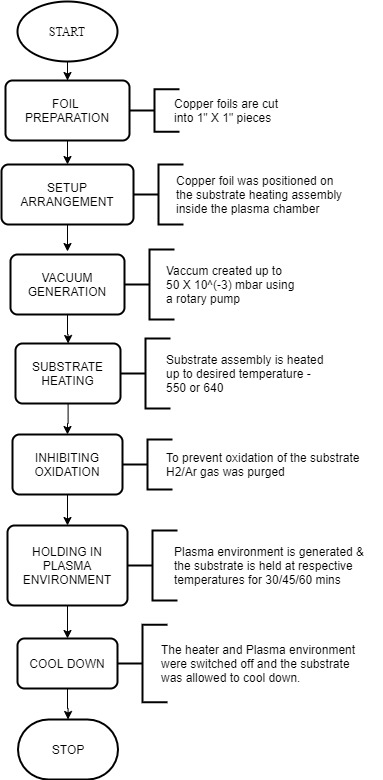 START
FOIL
PREPARATION
Copper foils are cut
into 1" X 1" pieces
SETUP
ARRANGEMENT
Copper foil was positioned on
the substrate heating assembly
inside the plasma chamber
VACUUM
GENERATION
Vaccum created up to
50 X 10^(-3) mbar using
a rotary pump
SUBSTRATE
HEATING
Substrate assembly is heated
up to desired temperature -
550 or 640
INHIBITING
OXIDATION
To prevent oxidation of the substrate
H2/Ar gas was purged
HOLDING IN
PLASMA
ENVIRONMENT
Plasma environment is generated &
the substrate is held at respective
temperatures for 30/45/60 mins
COOL DOWN
The heater and Plasma environment
were switched off and the substrate
was allowed to cool down.
STOP